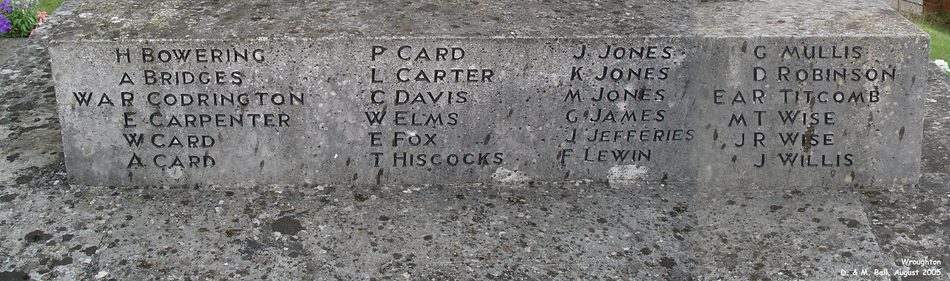 H BOWERING
A BRIDGES
WAR CODRINGTON
E CARPENTER
W CARD
A CARD
P CARD
L CARTER
C DAVIS
W ELMS
E FOX
T HISCOCKS
J JONES
K JONES
M JONES
G JAMES
J JEFFERIES
F LEWIN
G MULLIS
D ROBINSON
EAR TITCOMB
MT WISE
JR WISE
J WILLIS
Wroughton
D. & M. Ball, August 2005